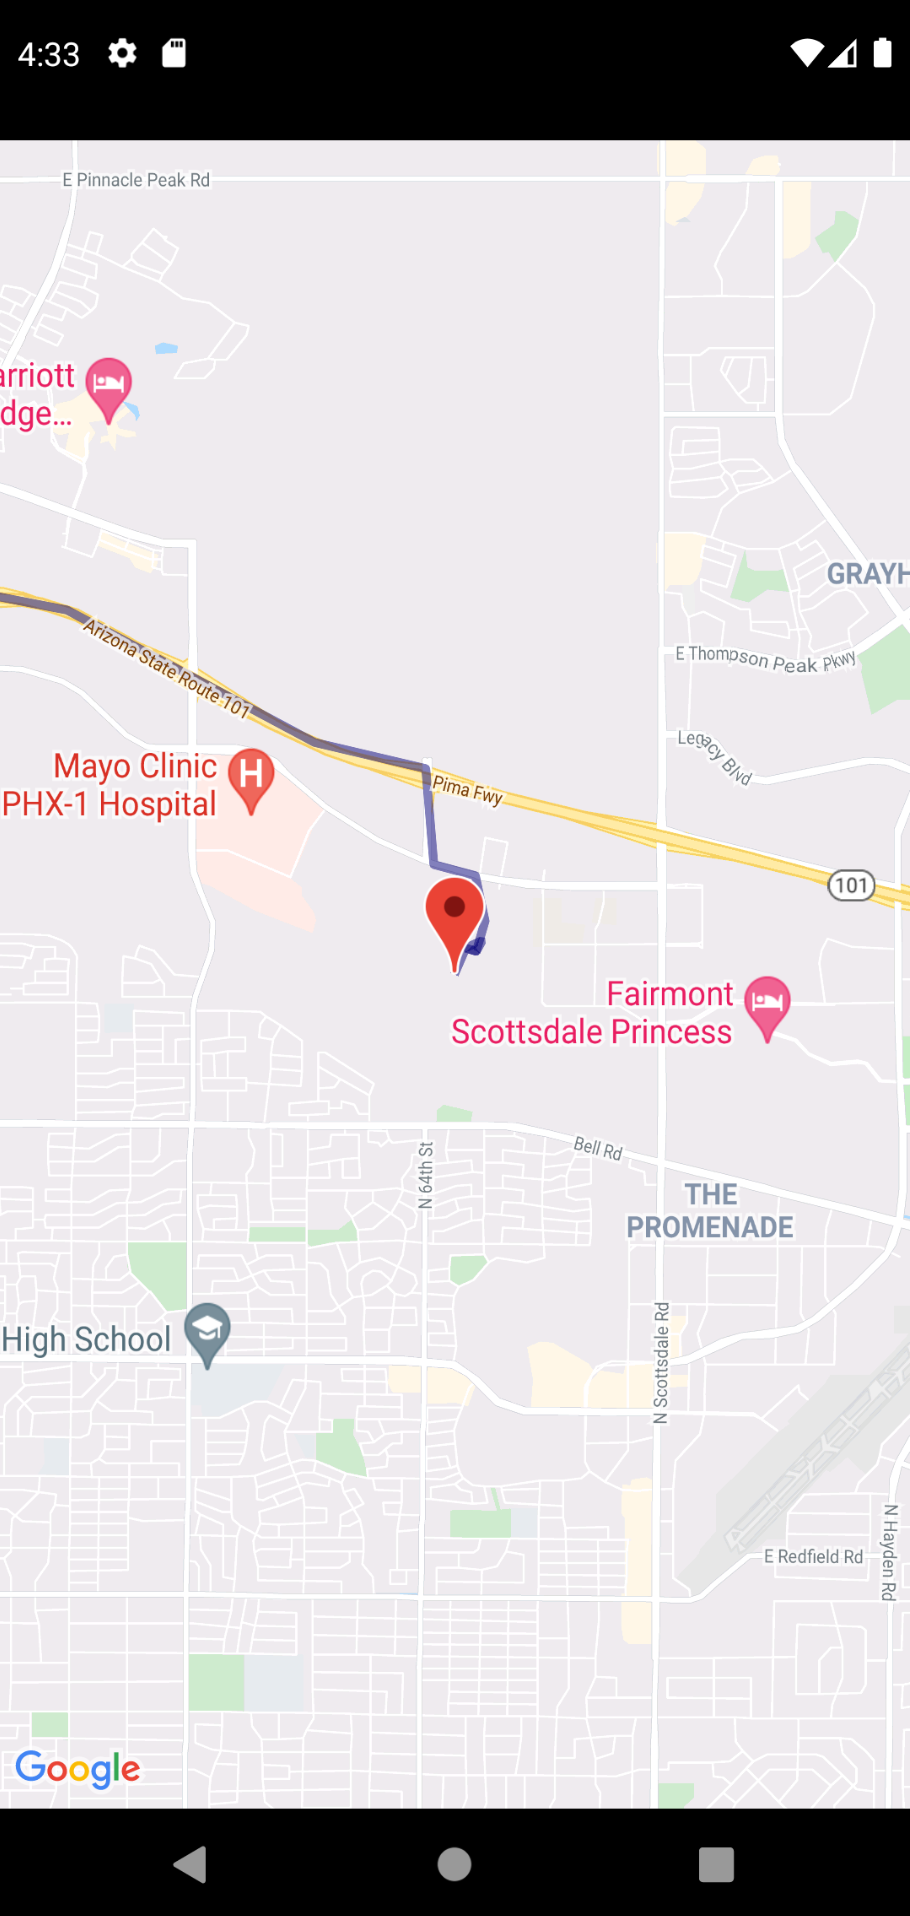 4:33
E Pinnacle Peak Rd
arriott
dge...
GRAYH
Arizona State Route 101
E Thompson Peak Pkwy
Legacy Blvd
Mayo Clinic
PHX-1 Hospital
Pima Fwy
101
Fairmont
Scottsdale Princess
Bell Rd
N 64th St
THE
PROMENADE
High School
N Scottsdale Rd
N Hayden Rd
E Redfield Rd
Google